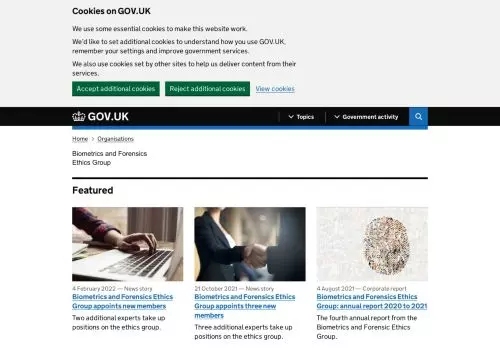 Cookies on GOV.UK
We use some essential cookies to make this website work.
We'd like to set additional cookies to understand how you use GOV.UK,
remember your settings and improve government services.
We also use cookies set by other sites to help us deliver content from their
services.
Accept additional cookies Reject additional cookies View cookies
GOV.UK Topics Government activity
Home > Organisations
Biometrics and Forensics
Ethics Group
Featured
4 February 2022 — News story
Biometrics and Forensics Ethics
Group appoints new members
Two additional experts take up
positions on the ethics group.
21 October 2021 — News story
Biometrics and Forensics Ethics
Group appoints three new
members
Three additional experts take up
positions on the ethics group.
4 August 2021 — Corporate report
Biometrics and Forensics Ethics
Group: annual report 2020 to 2021
The fourth annual report from the
Biometrics and Forensic Ethics
Group.